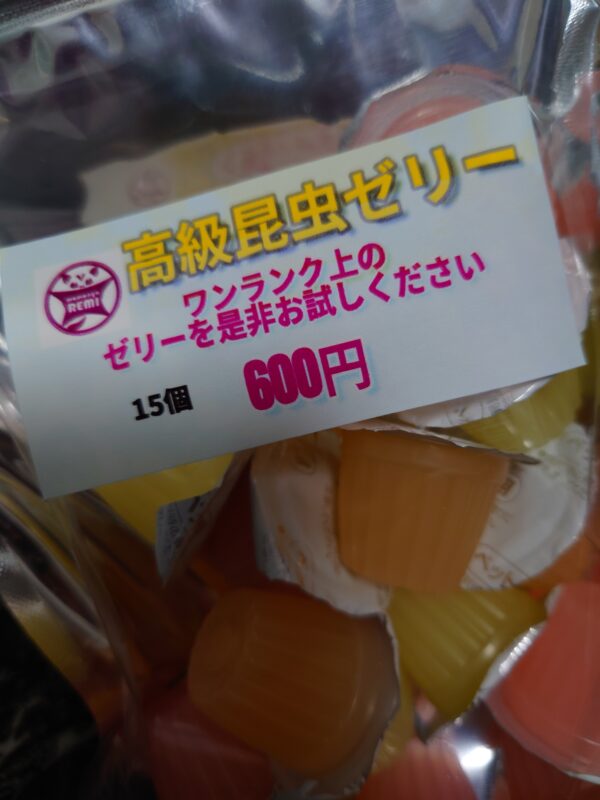 高級昆虫ゼリー
REMI
ワンランク上の
ゼリーを是非お試しください
15個
600円